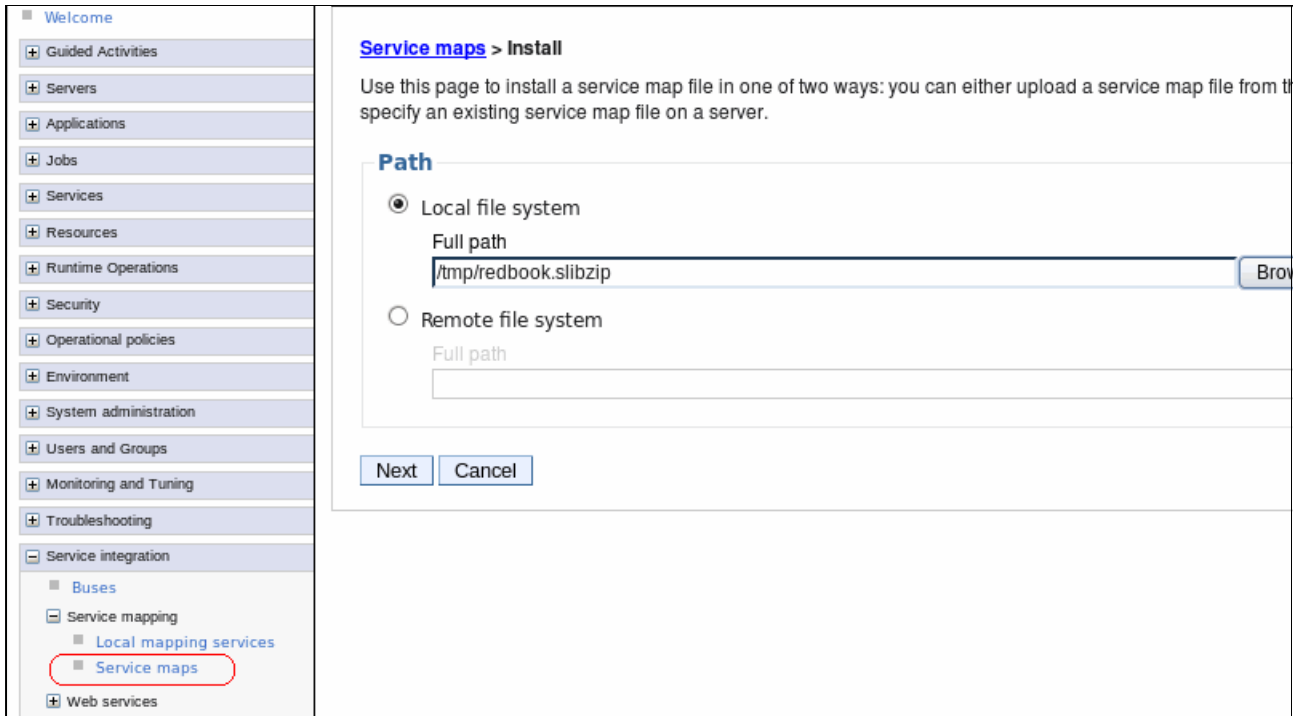 Welcome
Guided Activities
Servers
Applications
Jobs
Services
Resources
Runtime Operations
Security
Operational policies
Environment
System administration
Users and Groups
Monitoring and Tuning
Troubleshooting
Service integration
Buses
Service mapping
Local mapping services
Service maps
Web services
Service maps > Install
Use this page to install a service map file in one of two ways: you can either upload a service map file from th
specify an existing service map file on a server.
Path
Local file system
Full path
/tmp/redbook.slibzip
Brow
Remote file system
Full path
Next
Cancel